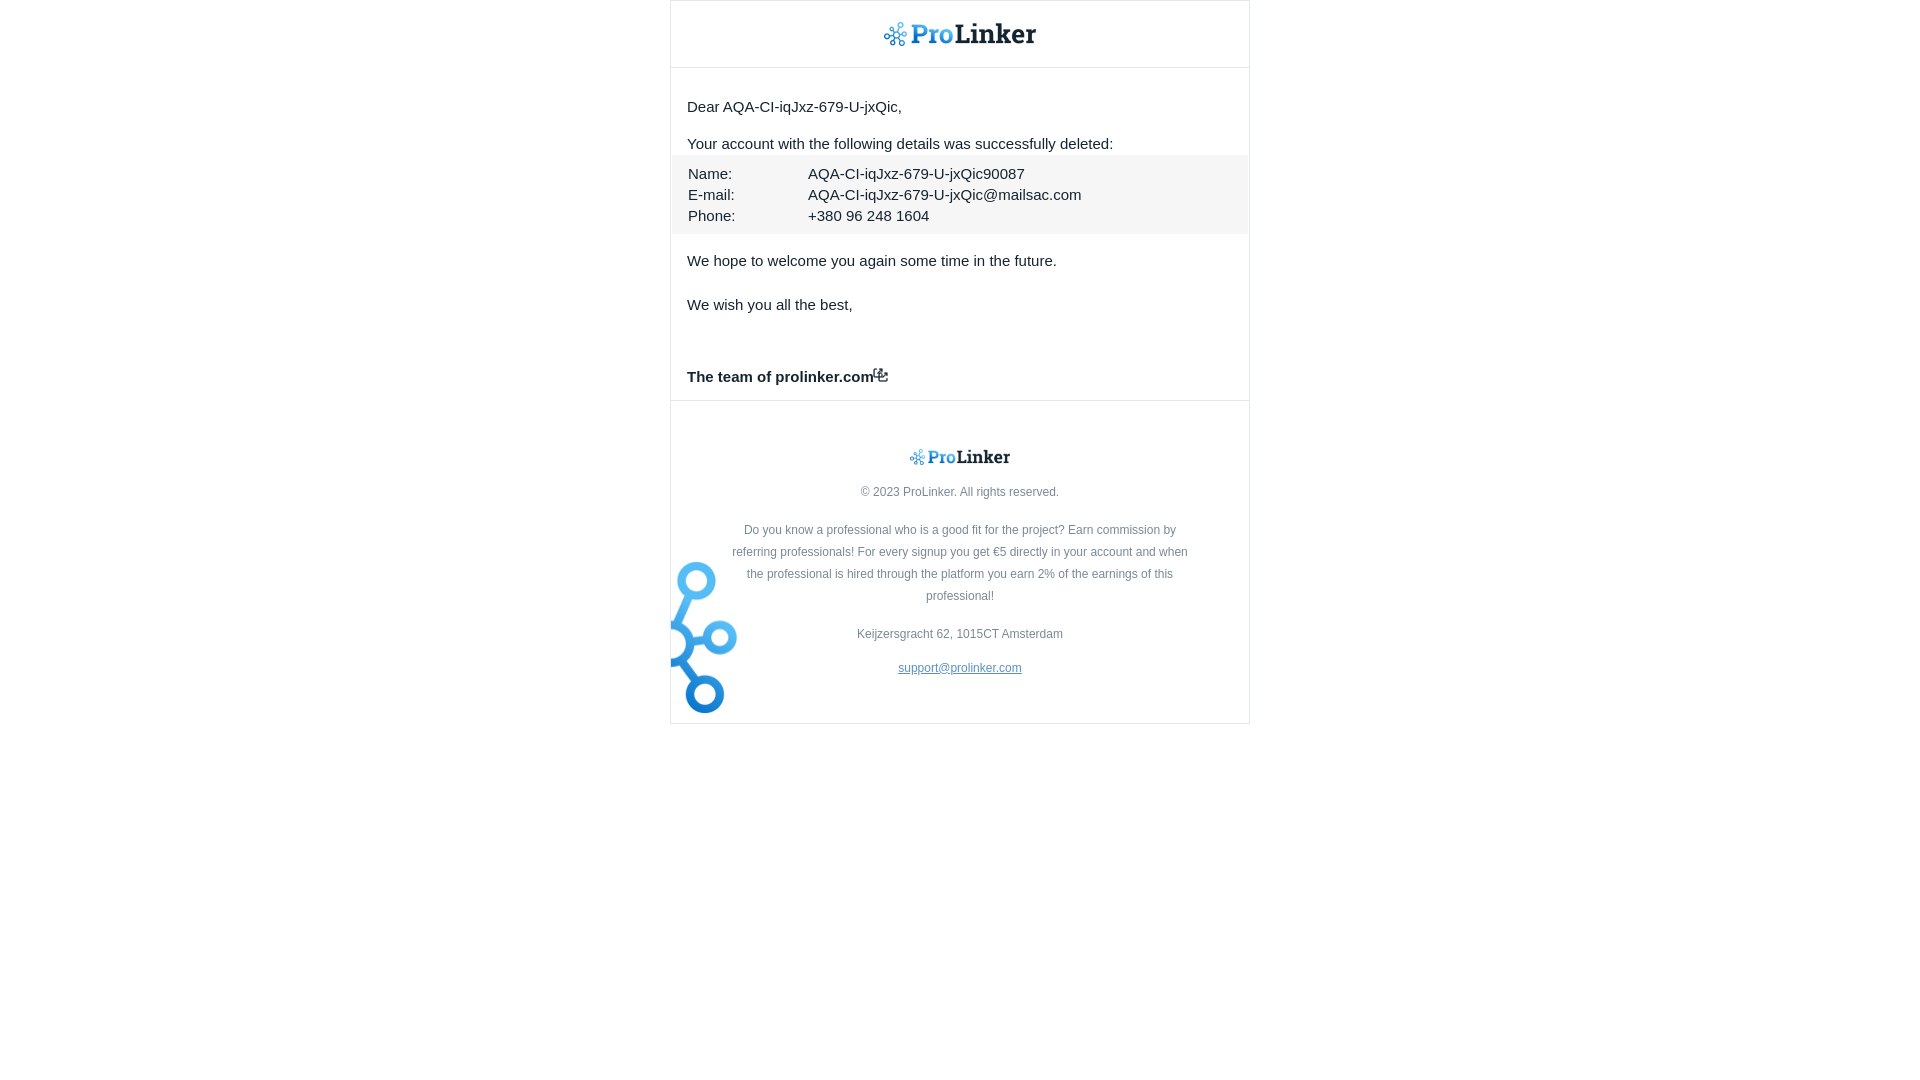 ProLinker
Dear AQA-CI-iqJxz-679-U-jxQic,
Your account with the following details was successfully deleted:
Name: AQA-CI-iqJxz-679-U-jxQic90087
E-mail: AQA-CI-iqJxz-679-U-jxQic@mailsac.com
Phone: +380 96 248 1604
We hope to welcome you again some time in the future.
We wish you all the best,
The team of prolinker.com
ProLinker
© 2023 ProLinker. All rights reserved.
Do you know a professional who is a good fit for the project? Earn commission by
referring professionals! For every signup you get €5 directly in your account and when
the professional is hired through the platform you earn 2% of the earnings of this
professional!
Keijzersgracht 62, 1015CT Amsterdam
support@prolinker.com